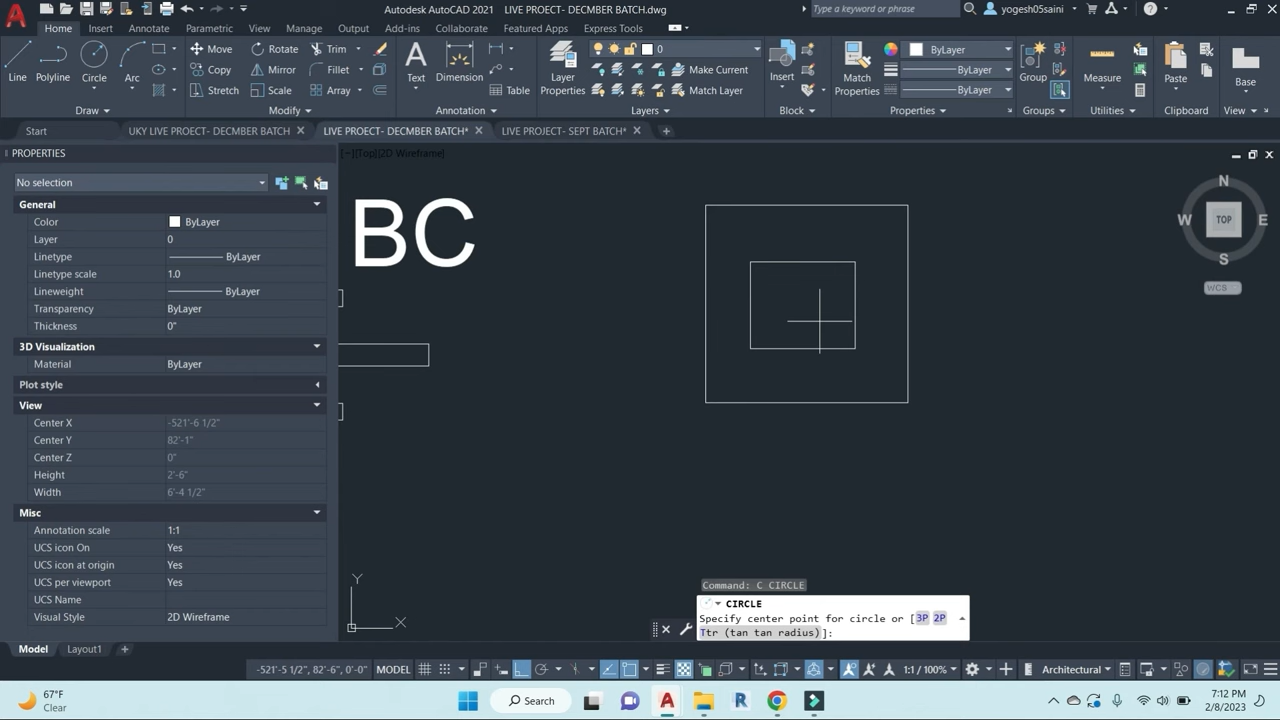 Autodesk AutoCAD 2021 LIVE PROECT- DECMBER BATCH.dwg
Type a keyword or phrase
yogesh05saini
Home Insert Annotate Parametric View Manage Output Add-ins Collaborate Featured Apps Express Tools
Line Polyline Circle Arc
Move Rotate Trim
Copy Mirror Fillet
Stretch Scale Array
Text Dimension Table
Layer Properties
0
Make Current
Match Layer
Insert
Match Properties
ByLayer
ByLayer
ByLayer
Group Measure Paste Base
Draw Modify Annotation Layers Block Properties Groups Utilities Clipboard View
Start UKY LIVE PROECT- DECMBER BATCH LIVE PROECT- DECMBER BATCH* LIVE PROJECT- SEPT BATCH*
PROPERTIES
[−][Top][2D Wireframe]
No selection
General
Color ByLayer
Layer 0
Linetype ByLayer
Linetype scale 1.0
Lineweight ByLayer
Transparency ByLayer
Thickness 0"
3D Visualization
Material ByLayer
Plot style
View
Center X -521'-6 1/2"
Center Y 82'-1"
Center Z 0"
Height 2'-6"
Width 6'-4 1/2"
Misc
Annotation scale 1:1
UCS icon On Yes
UCS icon at origin Yes
UCS per viewport Yes
UCS Name
Visual Style 2D Wireframe
BC
N
W TOP E
S
WCS
Y
X
Command: C CIRCLE
CIRCLE
Specify center point for circle or [3P 2P
Ttr (tan tan radius)]:
Model Layout1
-521'-5 1/2", 82'-6", 0'-0" MODEL 1:1 / 100% Architectural
67°F
Clear
Search
7:12 PM
2/8/2023